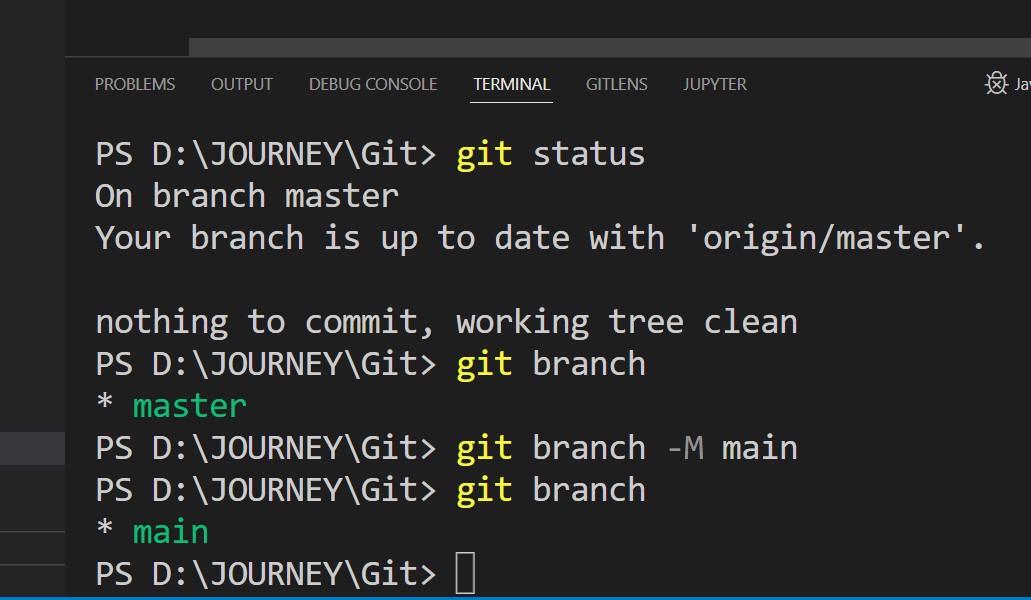 PROBLEMS OUTPUT DEBUG CONSOLE TERMINAL GITLENS JUPYTER Jav
PS D:\JOURNEY\Git> git status
On branch master
Your branch is up to date with 'origin/master'.
nothing to commit, working tree clean
PS D:\JOURNEY\Git> git branch
* master
PS D:\JOURNEY\Git> git branch -M main
PS D:\JOURNEY\Git> git branch
* main
PS D:\JOURNEY\Git>